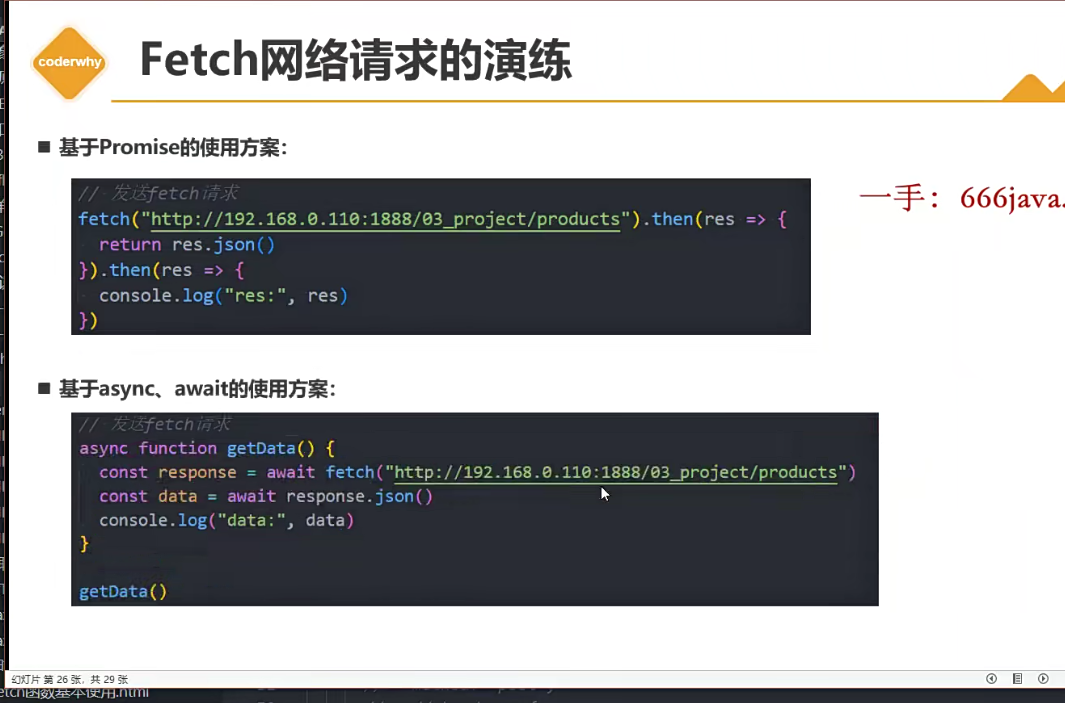 coderwhy
Fetch网络请求的演练
■ 基于Promise的使用方案：
一手：666java.
// 发送fetch请求
fetch("http://192.168.0.110:1888/03_project/products").then(res => {
  return res.json()
}).then(res => {
  console.log("res:", res)
})
■ 基于async、await的使用方案：
// 发送fetch请求
async function getData() {
  const response = await fetch("http://192.168.0.110:1888/03_project/products")
  const data = await response.json()
  console.log("data:", data)
}
getData()
幻灯片 第 26 张，共 29 张
etch函数基本使用.html